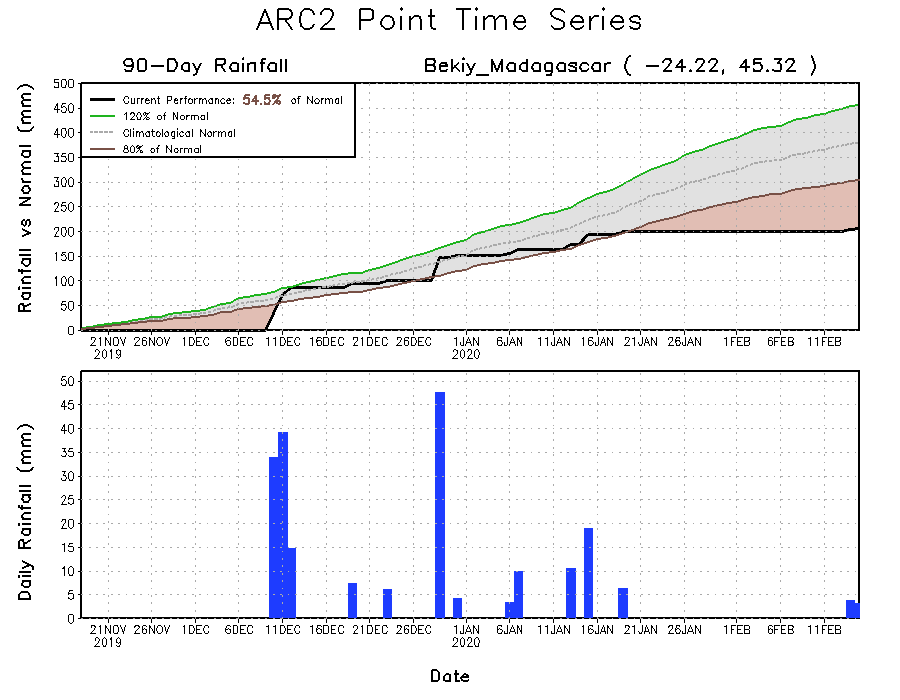 ARC2 Point Time Series
90-Day Rainfall
Bekiy_Madagascar ( -24.22, 45.32 )
Rainfall vs Normal (mm)
500
450
400
350
300
250
200
150
100
50
0
Current Performance: 54.5% of Normal
120% of Normal
Climatological Normal
80% of Normal
21NOV 26NOV 1DEC 6DEC 11DEC 16DEC 21DEC 26DEC 1JAN 6JAN 11JAN 16JAN 21JAN 26JAN 1FEB 6FEB 11FEB
2019 2020
Daily Rainfall (mm)
50
45
40
35
30
25
20
15
10
5
0
21NOV 26NOV 1DEC 6DEC 11DEC 16DEC 21DEC 26DEC 1JAN 6JAN 11JAN 16JAN 21JAN 26JAN 1FEB 6FEB 11FEB
2019 2020
Date